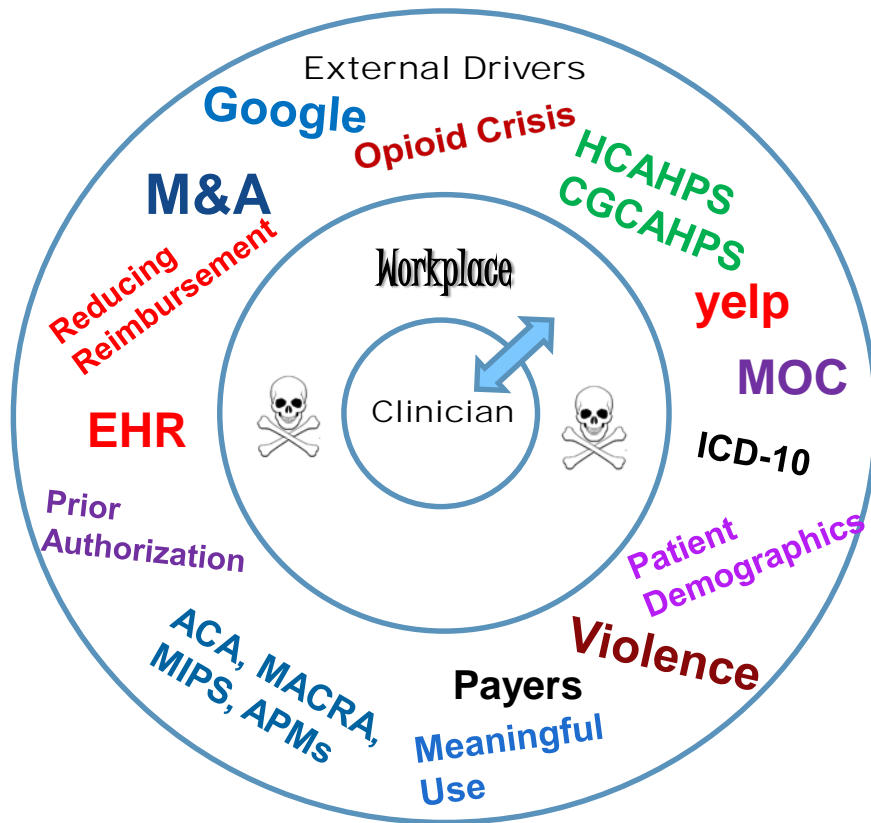 External Drivers
Google
Opioid Crisis
HCAHPS
CGCAHPS
M&A
Reducing
Reimbursement
Workplace
yelp
MOC
Clinician
EHR
ICD-10
Prior
Authorization
Patient
Demographics
ACA, MACRA,
MIPS, APMs
Violence
Payers
Meaningful
Use